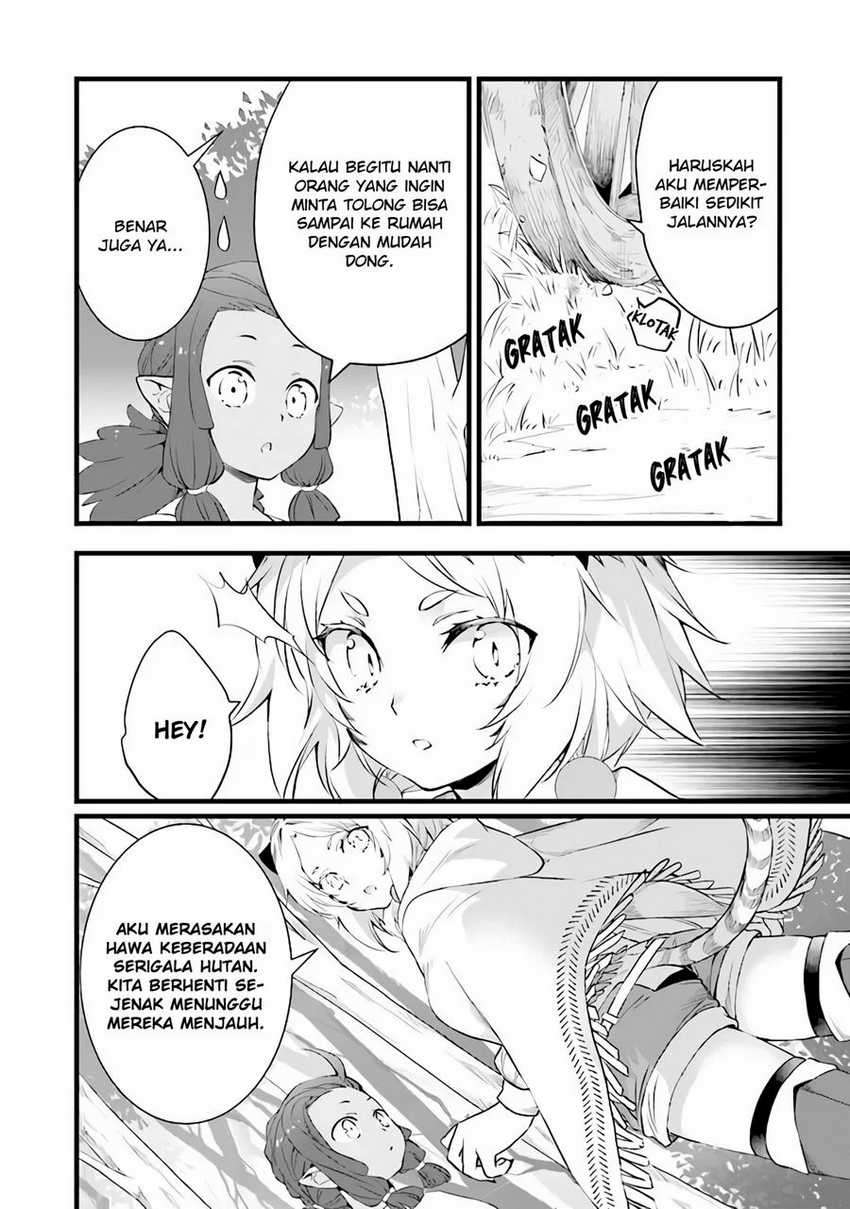 HARUSKAH
AKU MEMPER-
BAIKI SEDIKIT
JALANNYA?
KLOTAK
GRATAK
GRATAK
GRATAK
KALAU BEGITU NANTI
ORANG YANG INGIN
MINTA TOLONG BISA
SAMPAI KE RUMAH
DENGAN MUDAH
DONG.
BENAR
JUGA YA...
HEY!
AKU MERASAKAN
HAWA KEBERADAAN
SERIGALA HUTAN.
KITA BERHENTI SE-
JENAK MENUNGGU
MEREKA MENJAUH.